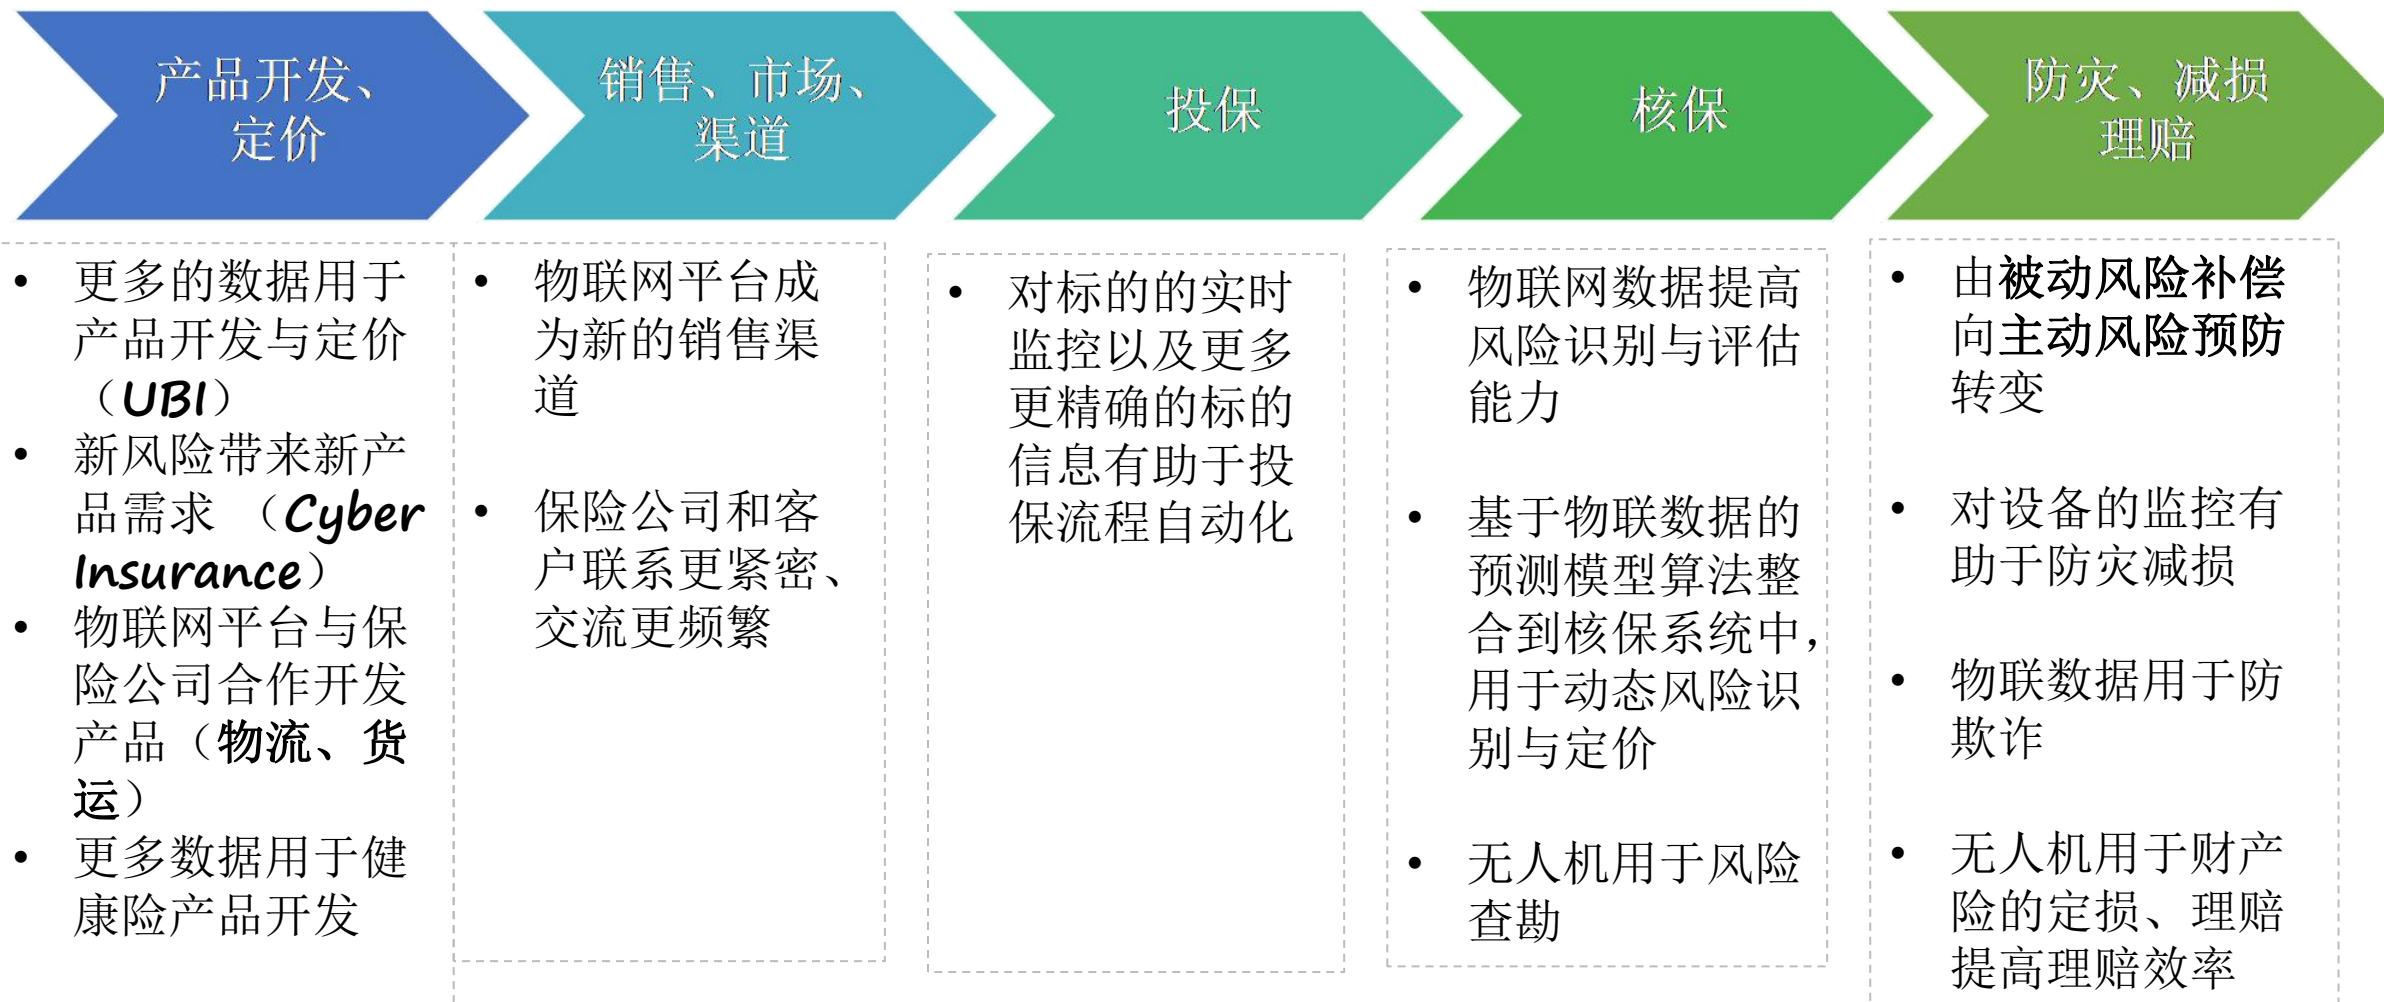 产品开发、
定价
销售、市场、
渠道
投保
核保
防灾、减损
理赔
• 更多的数据用于
产品开发与定价
（UBI）
• 新风险带来新产
品需求 （Cyber
Insurance）
• 物联网平台与保
险公司合作开发
产品（物流、货
运）
• 更多数据用于健
康险产品开发
• 物联网平台成
为新的销售渠
道
• 保险公司和客
户联系更紧密、
交流更频繁
• 对标的的实时
监控以及更多
更精确的标的
信息有助于投
保流程自动化
• 物联网数据提高
风险识别与评估
能力
• 基于物联数据的
预测模型算法整
合到核保系统中，
用于动态风险识
别与定价
• 无人机用于风险
查勘
• 由被动风险补偿
向主动风险预防
转变
• 对设备的监控有
助于防灾减损
• 物联数据用于防
欺诈
• 无人机用于财产
险的定损、理赔
提高理赔效率